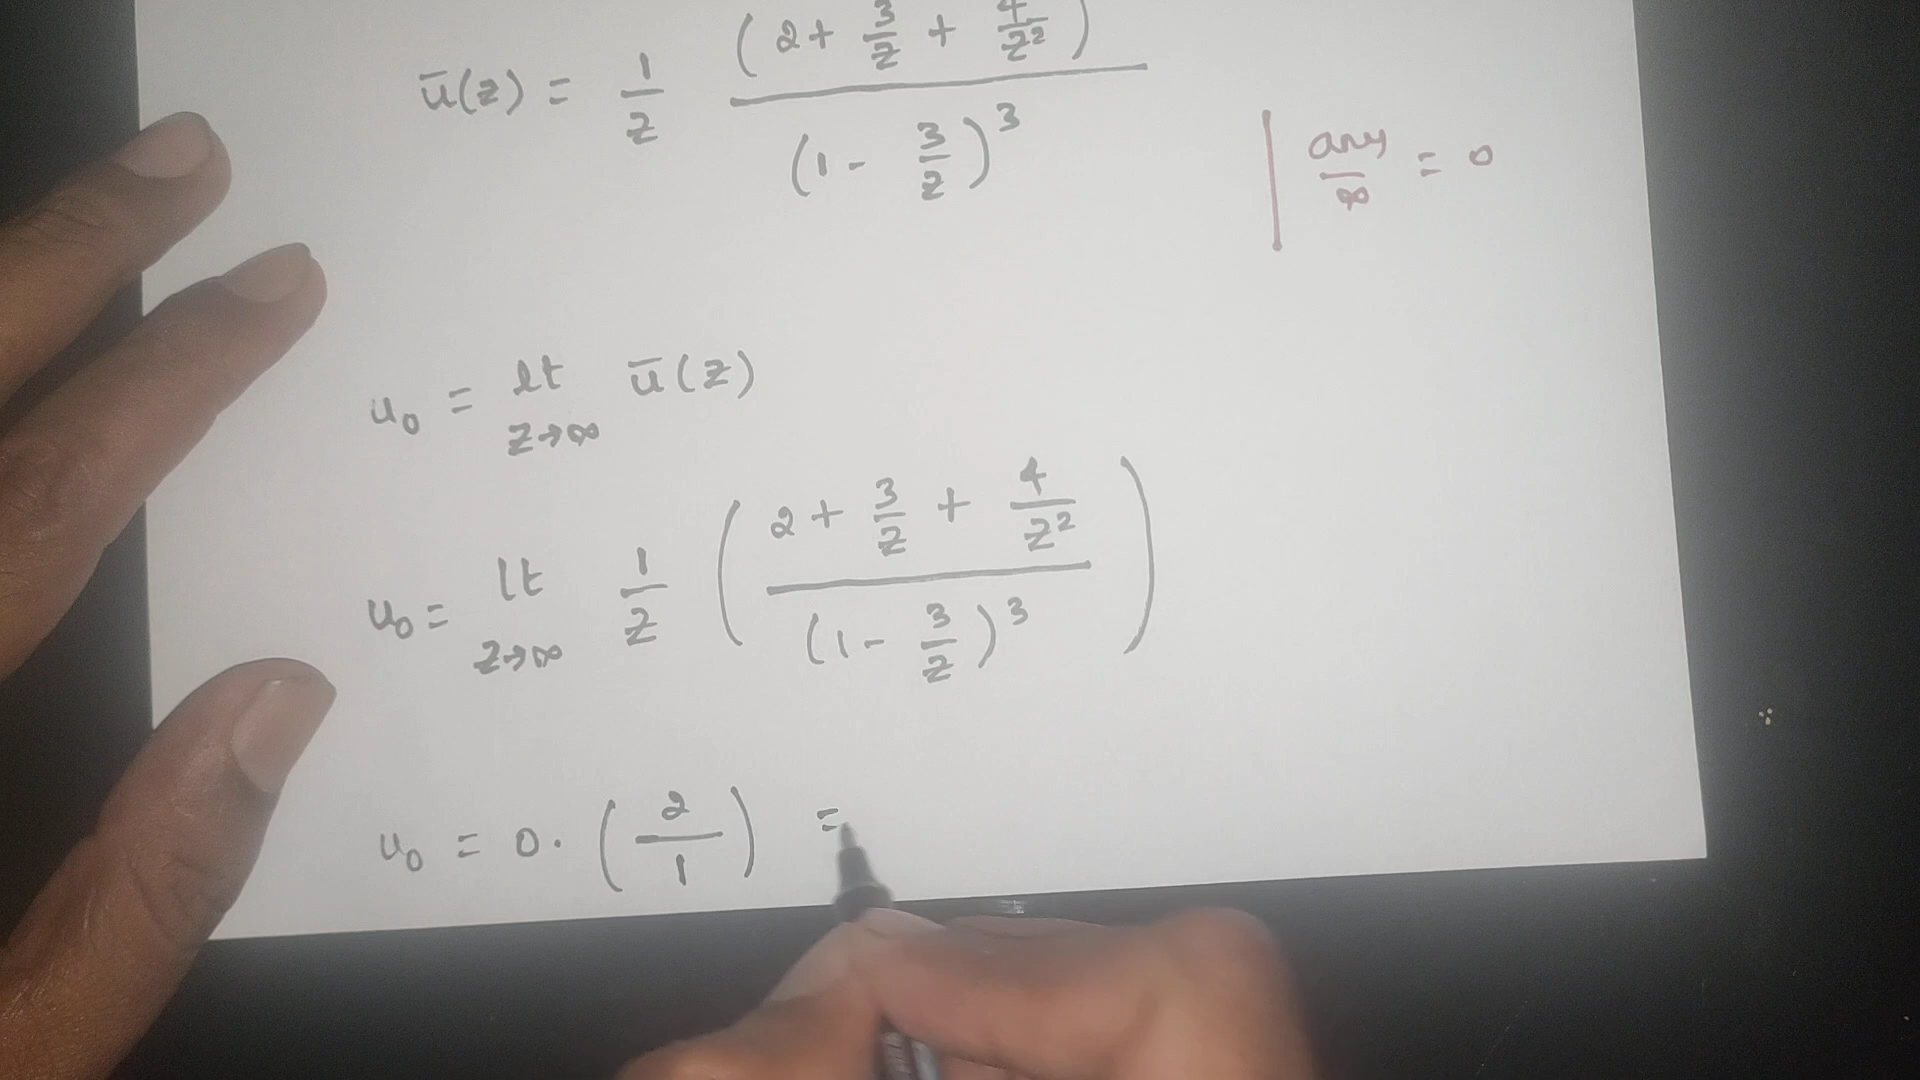 ū(z) = 1/z (2 + 3/z + 4/z²) / (1 - 3/z)³
any/∞ = 0
u₀ = lt z→∞ ū(z)
u₀ = lt z→∞ 1/z ( (2 + 3/z + 4/z²) / (1 - 3/z)³ )
u₀ = 0 · (2/1) =